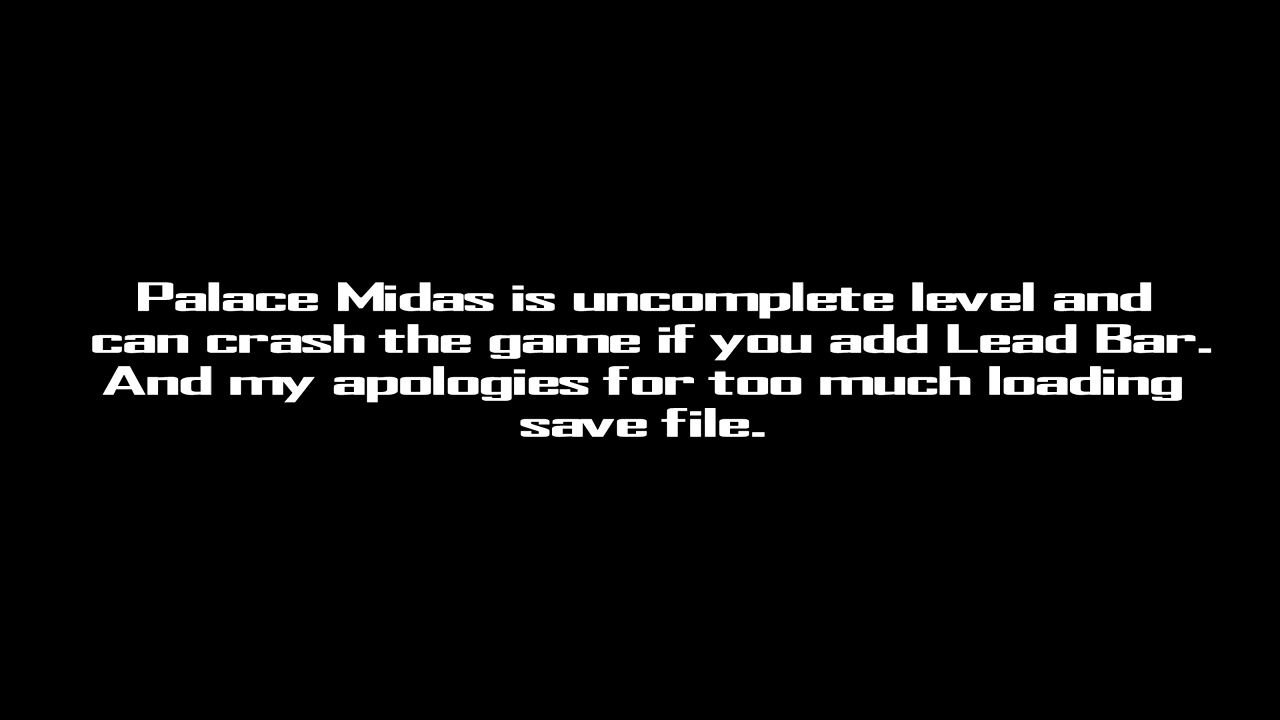 Palace Midas is uncomplete level and
can crash the game if you add Lead Bar.
And my apologies for too much loading
save file.